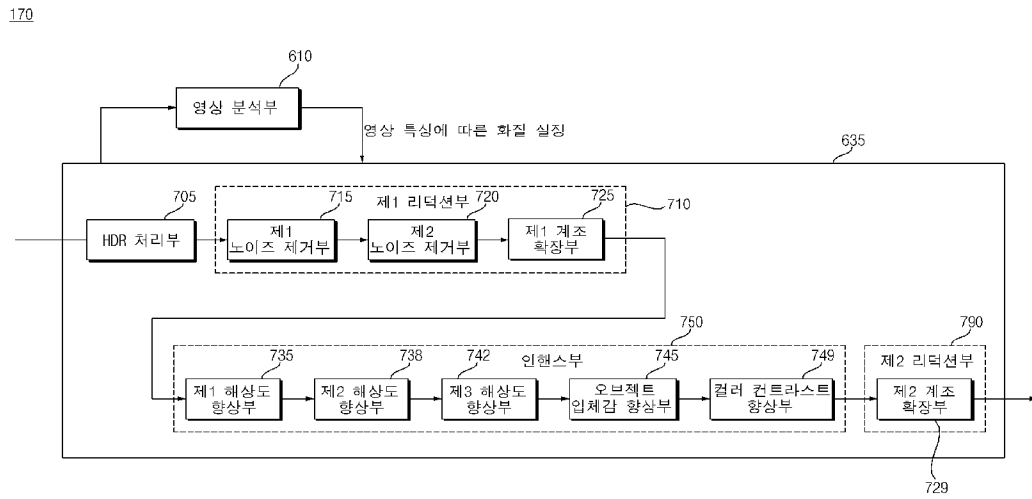 170
610
영상 분석부
영상 특징에 따른 화질 설정
635
705
HDR 처리부
제1 리덕션부
710
715
제1
노이즈 제거부
720
제2
노이즈 제거부
725
제1 계조
확장부
750
인핸스부
735
제1 해상도
향상부
738
제2 해상도
향상부
742
제3 해상도
향상부
745
오브젝트
입체감 향상부
749
컬러 컨트라스트
향상부
790
제2 리덕션부
제2 계조
확장부
729